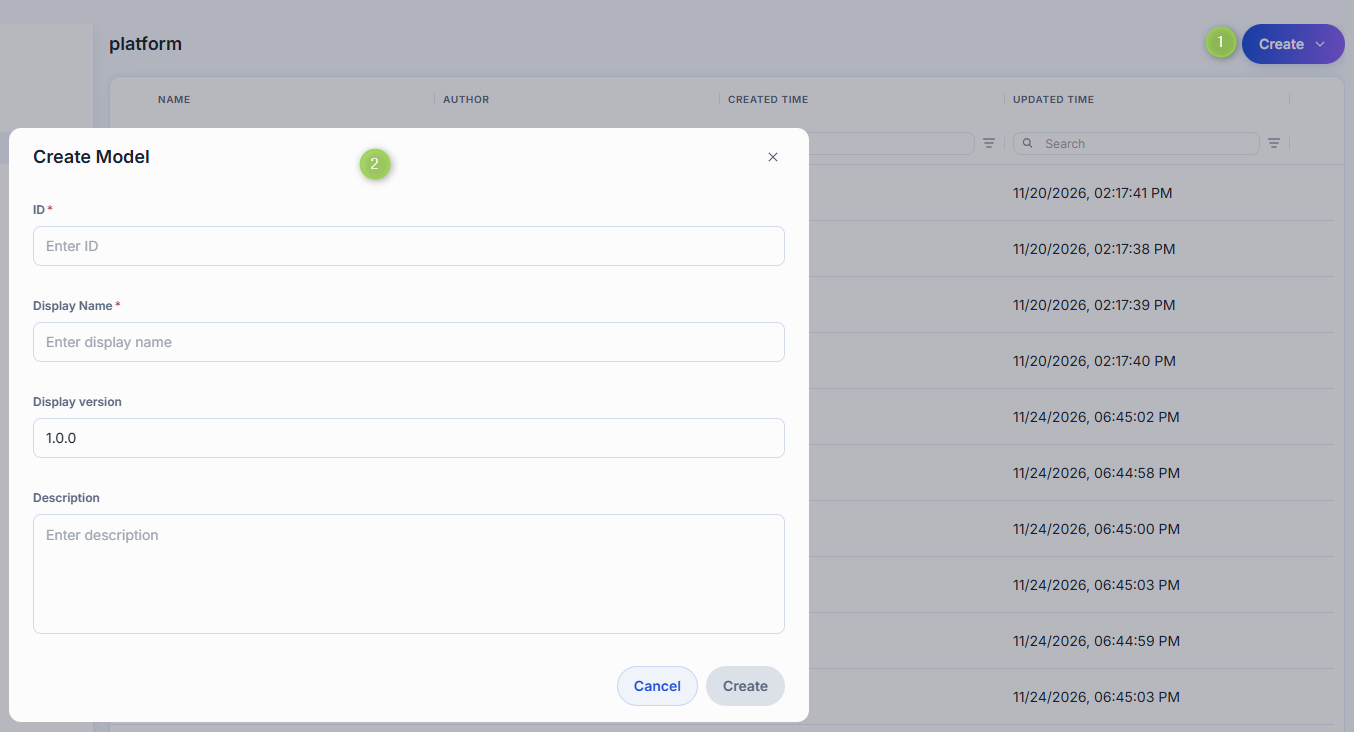 platform
1
Create
NAME AUTHOR CREATED TIME UPDATED TIME
Search
Create Model
2
ID *
Enter ID
Display Name *
Enter display name
Display version
1.0.0
Description
Enter description
Cancel Create
11/20/2026, 02:17:41 PM
11/20/2026, 02:17:38 PM
11/20/2026, 02:17:39 PM
11/20/2026, 02:17:40 PM
11/24/2026, 06:45:02 PM
11/24/2026, 06:44:58 PM
11/24/2026, 06:45:00 PM
11/24/2026, 06:45:03 PM
11/24/2026, 06:44:59 PM
11/24/2026, 06:45:03 PM